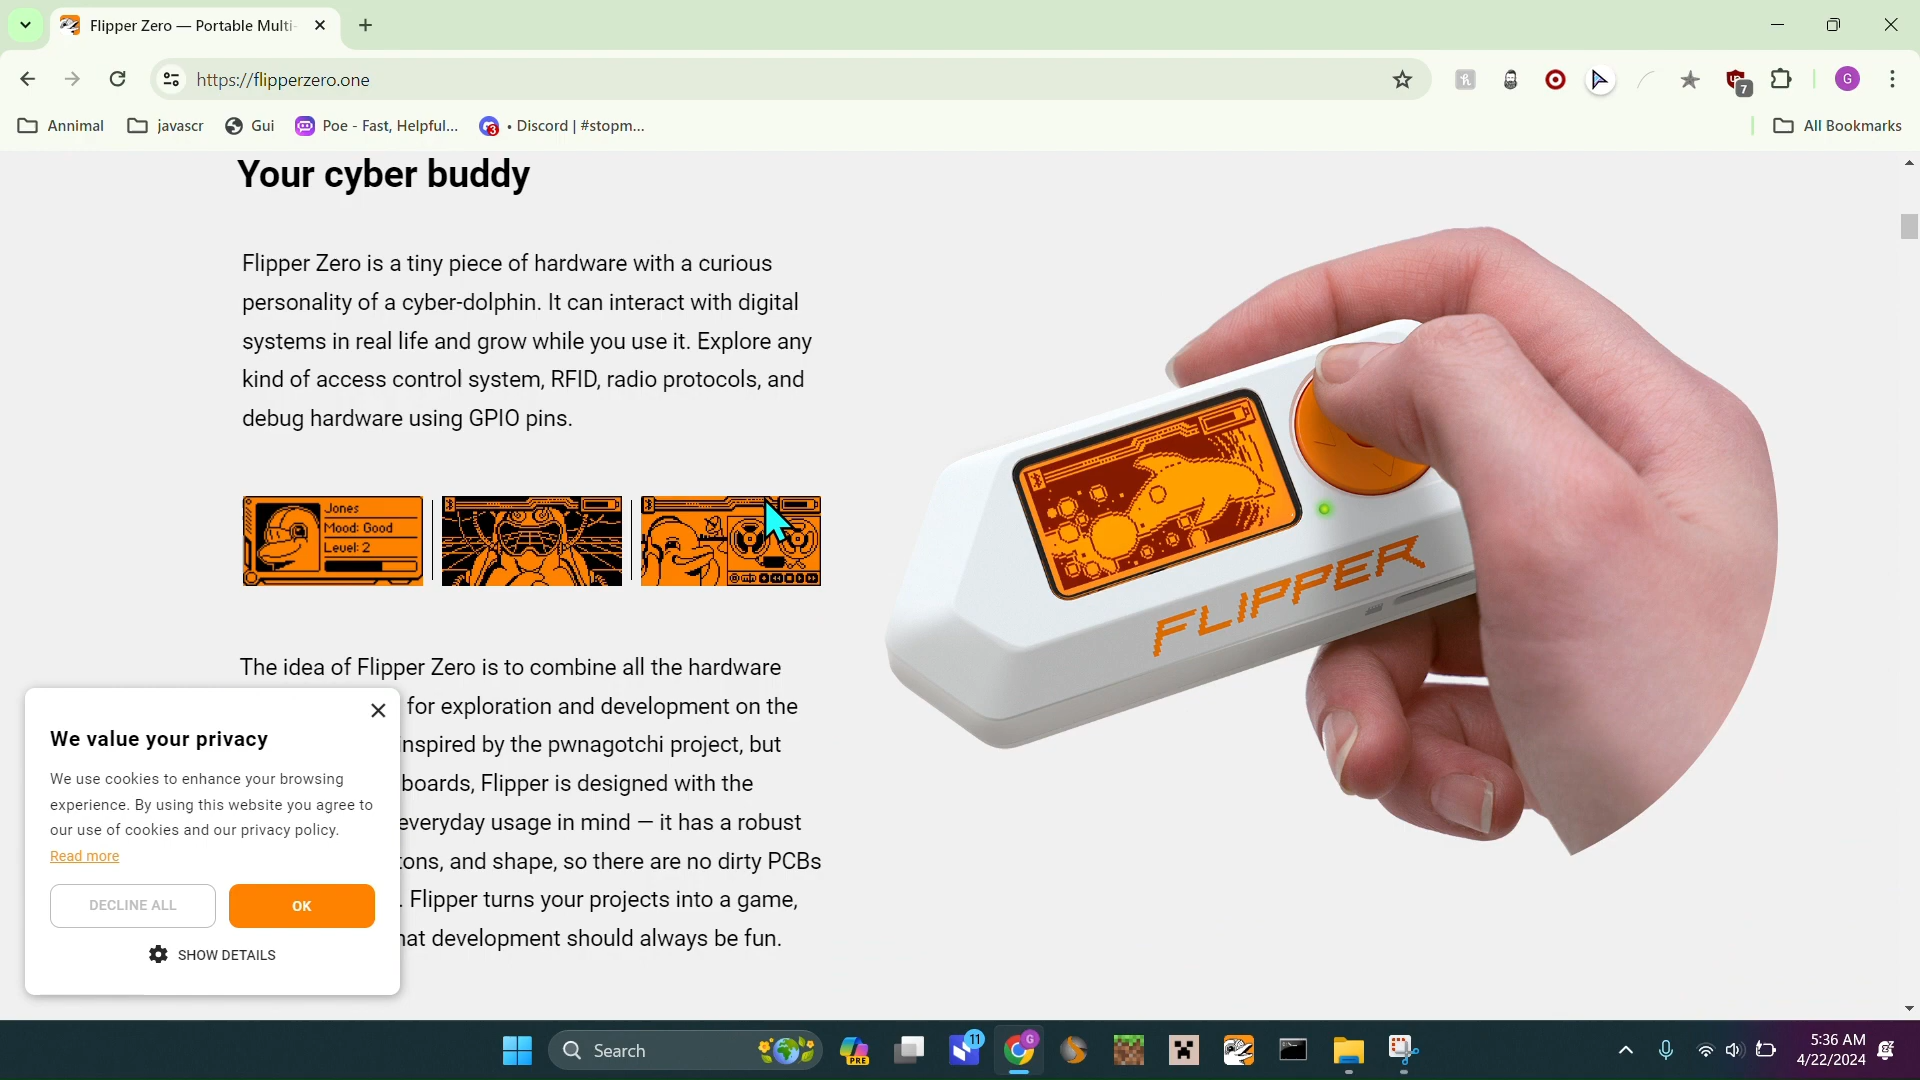 Flipper Zero — Portable Multi-
https://flipperzero.one
7
G
Annimal
javascr
Gui
Poe - Fast, Helpful...
3
• Discord | #stopm...
All Bookmarks
Your cyber buddy
Flipper Zero is a tiny piece of hardware with a curious
personality of a cyber-dolphin. It can interact with digital
systems in real life and grow while you use it. Explore any
kind of access control system, RFID, radio protocols, and
debug hardware using GPIO pins.
Jones
Mood: Good
Level: 2
FLIPPER
The idea of Flipper Zero is to combine all the hardware
for exploration and development on the
inspired by the pwnagotchi project, but
boards, Flipper is designed with the
everyday usage in mind — it has a robust
tons, and shape, so there are no dirty PCBs
. Flipper turns your projects into a game,
hat development should always be fun.
We value your privacy
We use cookies to enhance your browsing
experience. By using this website you agree to
our use of cookies and our privacy policy.
Read more
DECLINE ALL
OK
SHOW DETAILS
Search
PRE
11
G
5:36 AM
4/22/2024